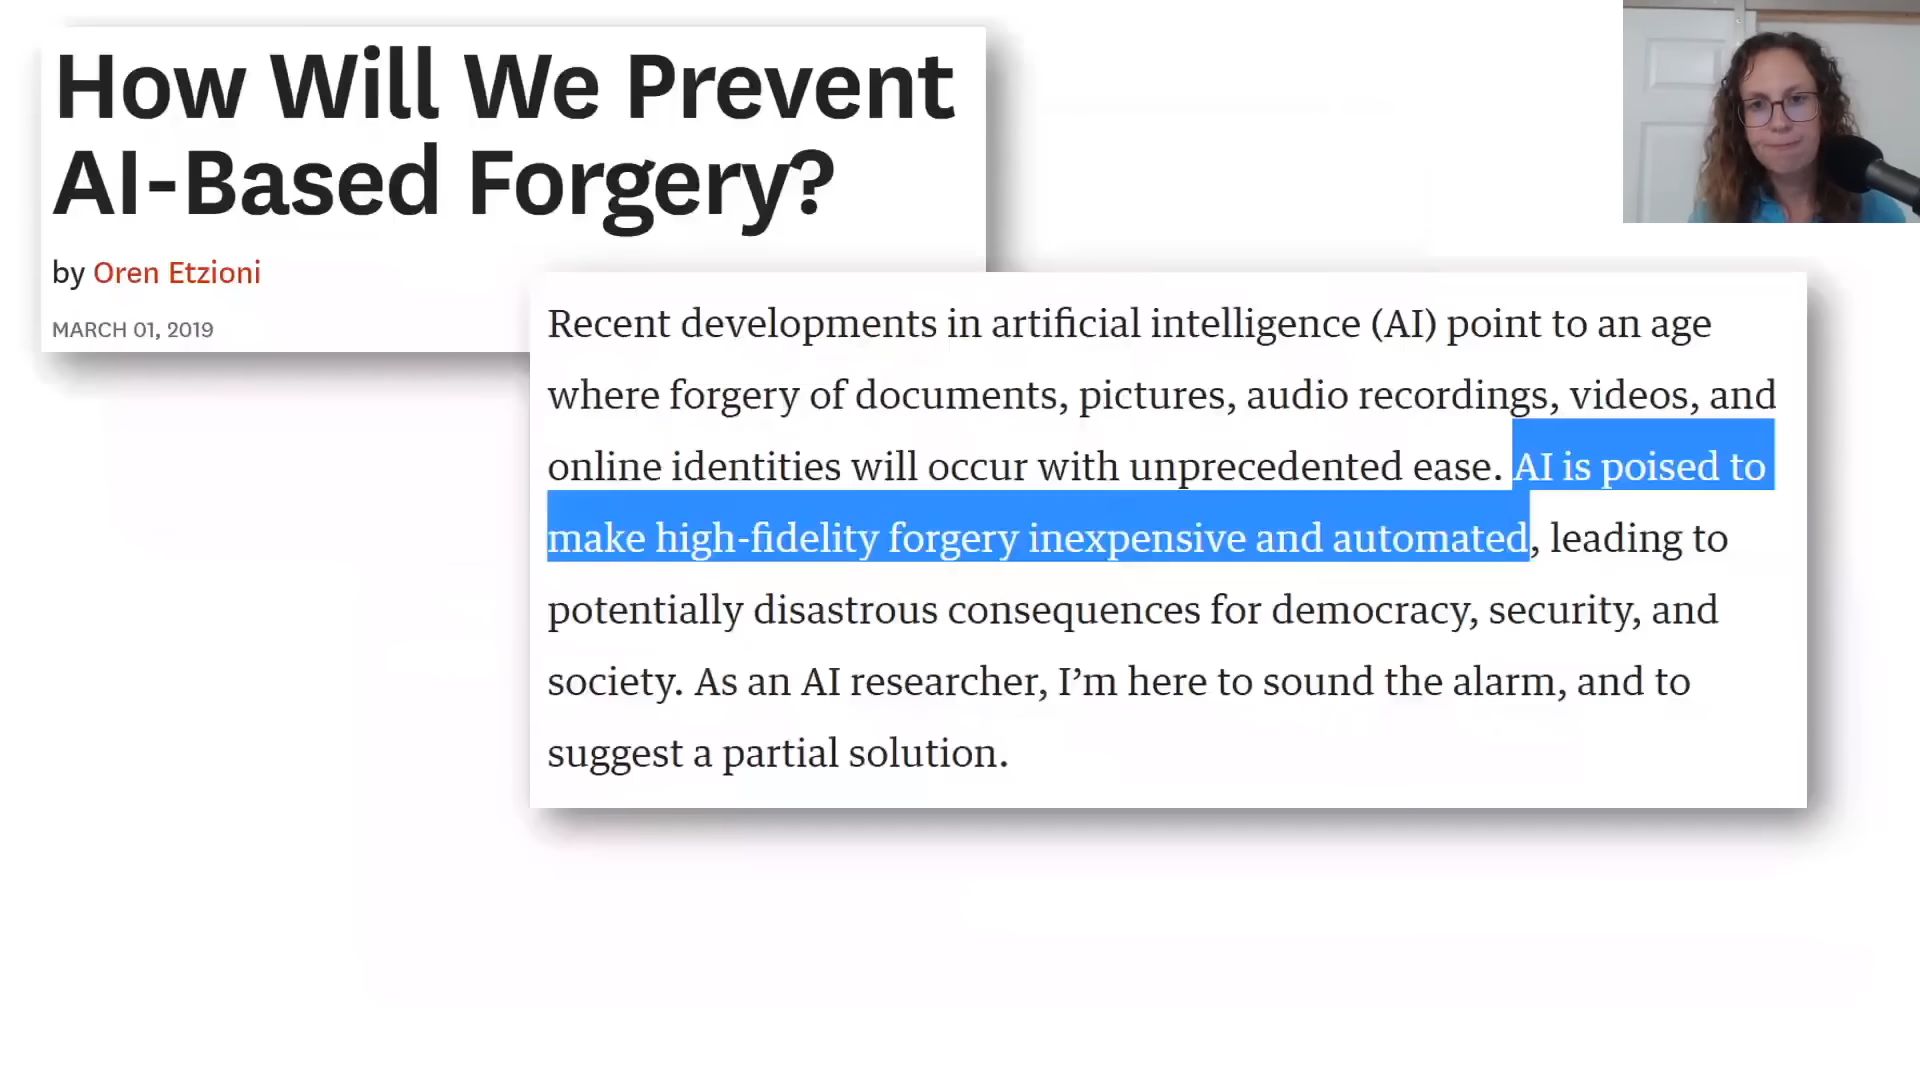 How Will We Prevent
AI-Based Forgery?
by Oren Etzioni
MARCH 01, 2019
Recent developments in artificial intelligence (AI) point to an age
where forgery of documents, pictures, audio recordings, videos, and
online identities will occur with unprecedented ease. AI is poised to
make high-fidelity forgery inexpensive and automated, leading to
potentially disastrous consequences for democracy, security, and
society. As an AI researcher, I’m here to sound the alarm, and to
suggest a partial solution.